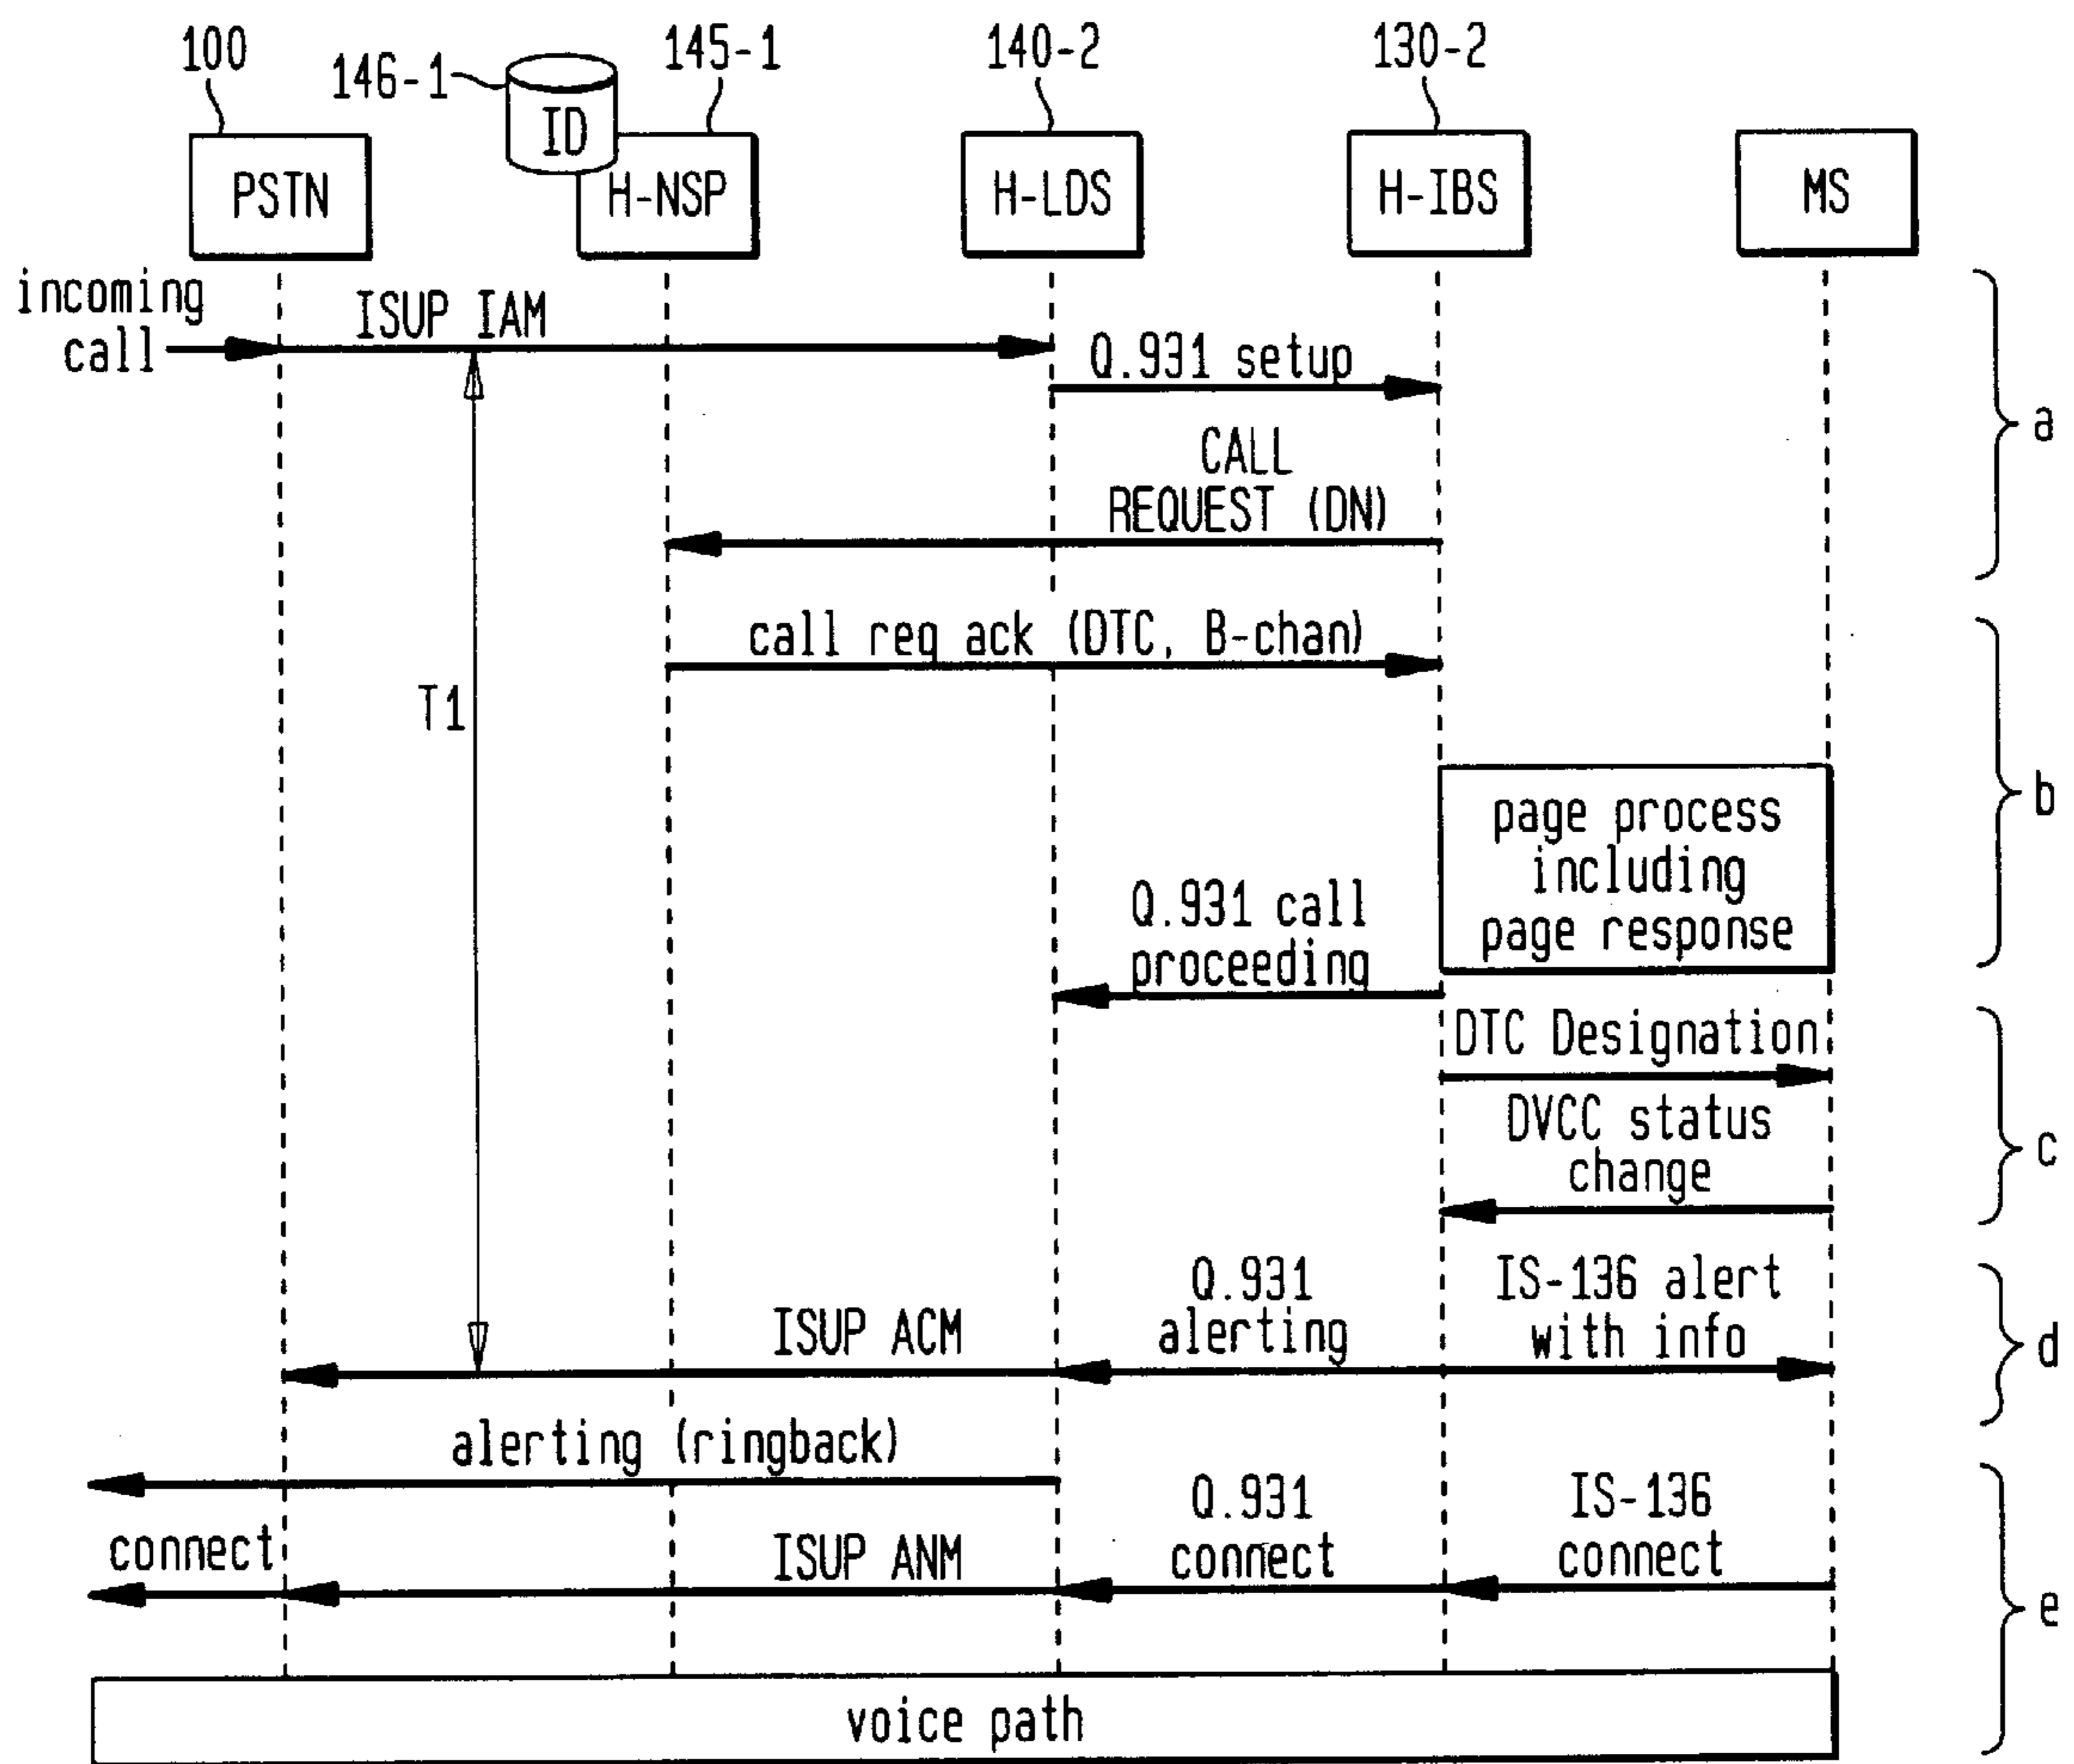 100
146-1
145-1
140-2
130-2
ID
PSTN
H-NSP
H-LDS
H-IBS
MS
incoming
call
ISUP IAM
Q.931 setup
a
CALL
REQUEST (DN)
call req ack (DTC, B-chan)
T1
b
page process
including
page response
Q.931 call
proceeding
DTC Designation
DVCC status
change
c
ISUP ACM
Q.931
alerting
IS-136 alert
with info
d
alerting (ringback)
connect
ISUP ANM
Q.931
connect
IS-136
connect
e
voice path